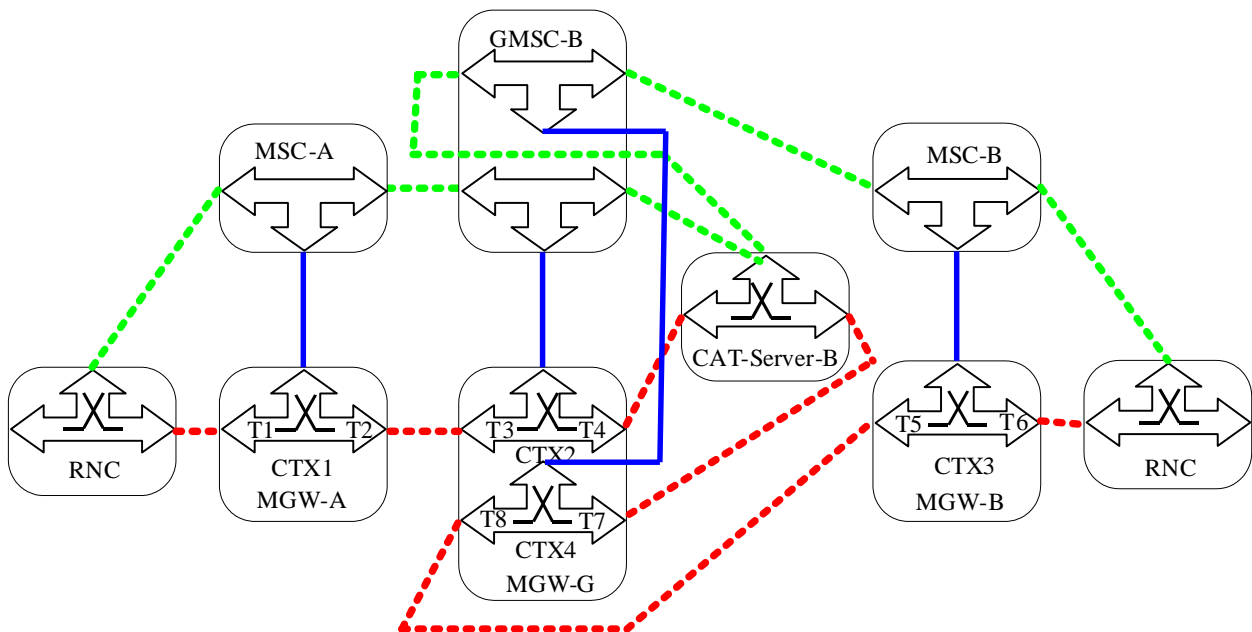 GMSC-B
MSC-A
MSC-B
CAT-Server-B
T1
T2
T3
T4
T5
T6
RNC
CTX1
CTX2
CTX3
RNC
MGW-A
MGW-B
T8
T7
CTX4
MGW-G